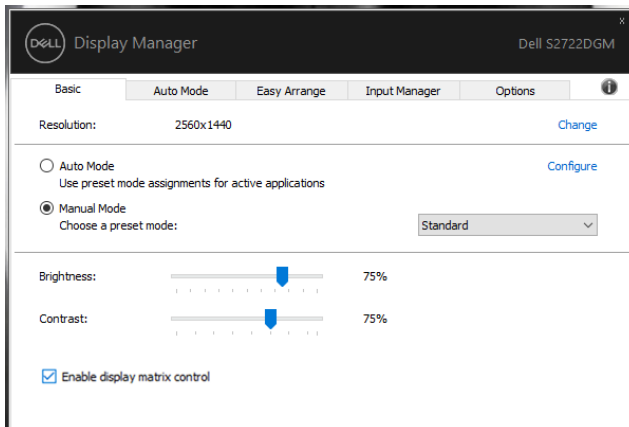 x
DELL Display Manager Dell S2722DGM
Basic Auto Mode Easy Arrange Input Manager Options i
Resolution: 2560x1440 Change
Auto Mode Configure
Use preset mode assignments for active applications
Manual Mode
Choose a preset mode: Standard
Brightness: 75%
Contrast: 75%
Enable display matrix control